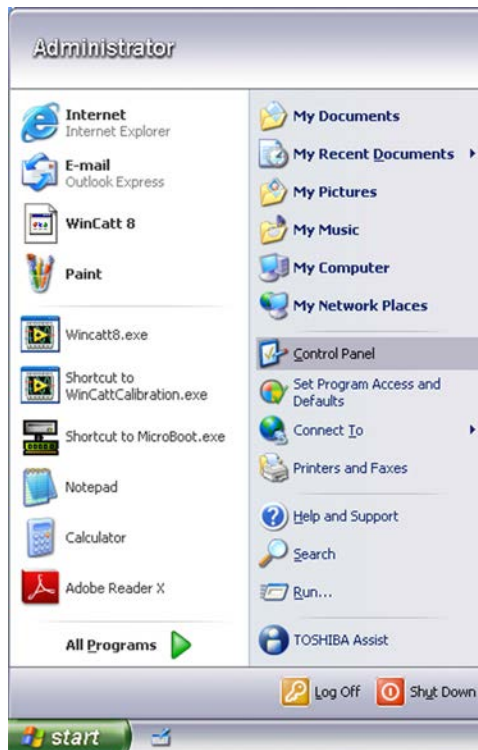 Administrator
Internet
Internet Explorer
E-mail
Outlook Express
WinCatt 8
Paint
Wincatt8.exe
Shortcut to
WinCattCalibration.exe
Shortcut to MicroBoot.exe
Notepad
Calculator
Adobe Reader X
All Programs
My Documents
My Recent Documents
My Pictures
My Music
My Computer
My Network Places
Control Panel
Set Program Access and
Defaults
Connect To
Printers and Faxes
Help and Support
Search
Run...
TOSHIBA Assist
Log Off
Shut Down
start